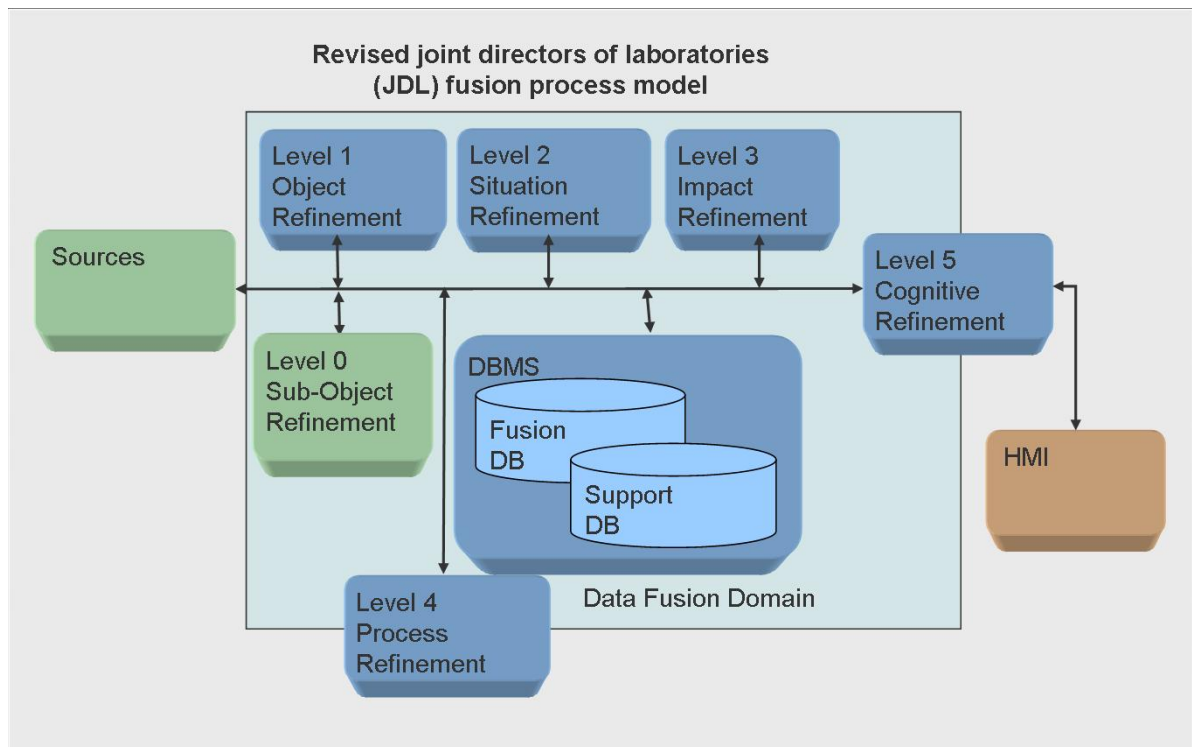 Revised joint directors of laboratories
(JDL) fusion process model
Level 1
Object
Refinement
Level 2
Situation
Refinement
Level 3
Impact
Refinement
Sources
Level 5
Cognitive
Refinement
Level 0
Sub-Object
Refinement
DBMS
Fusion
DB
Support
DB
HMI
Level 4
Process
Refinement
Data Fusion Domain